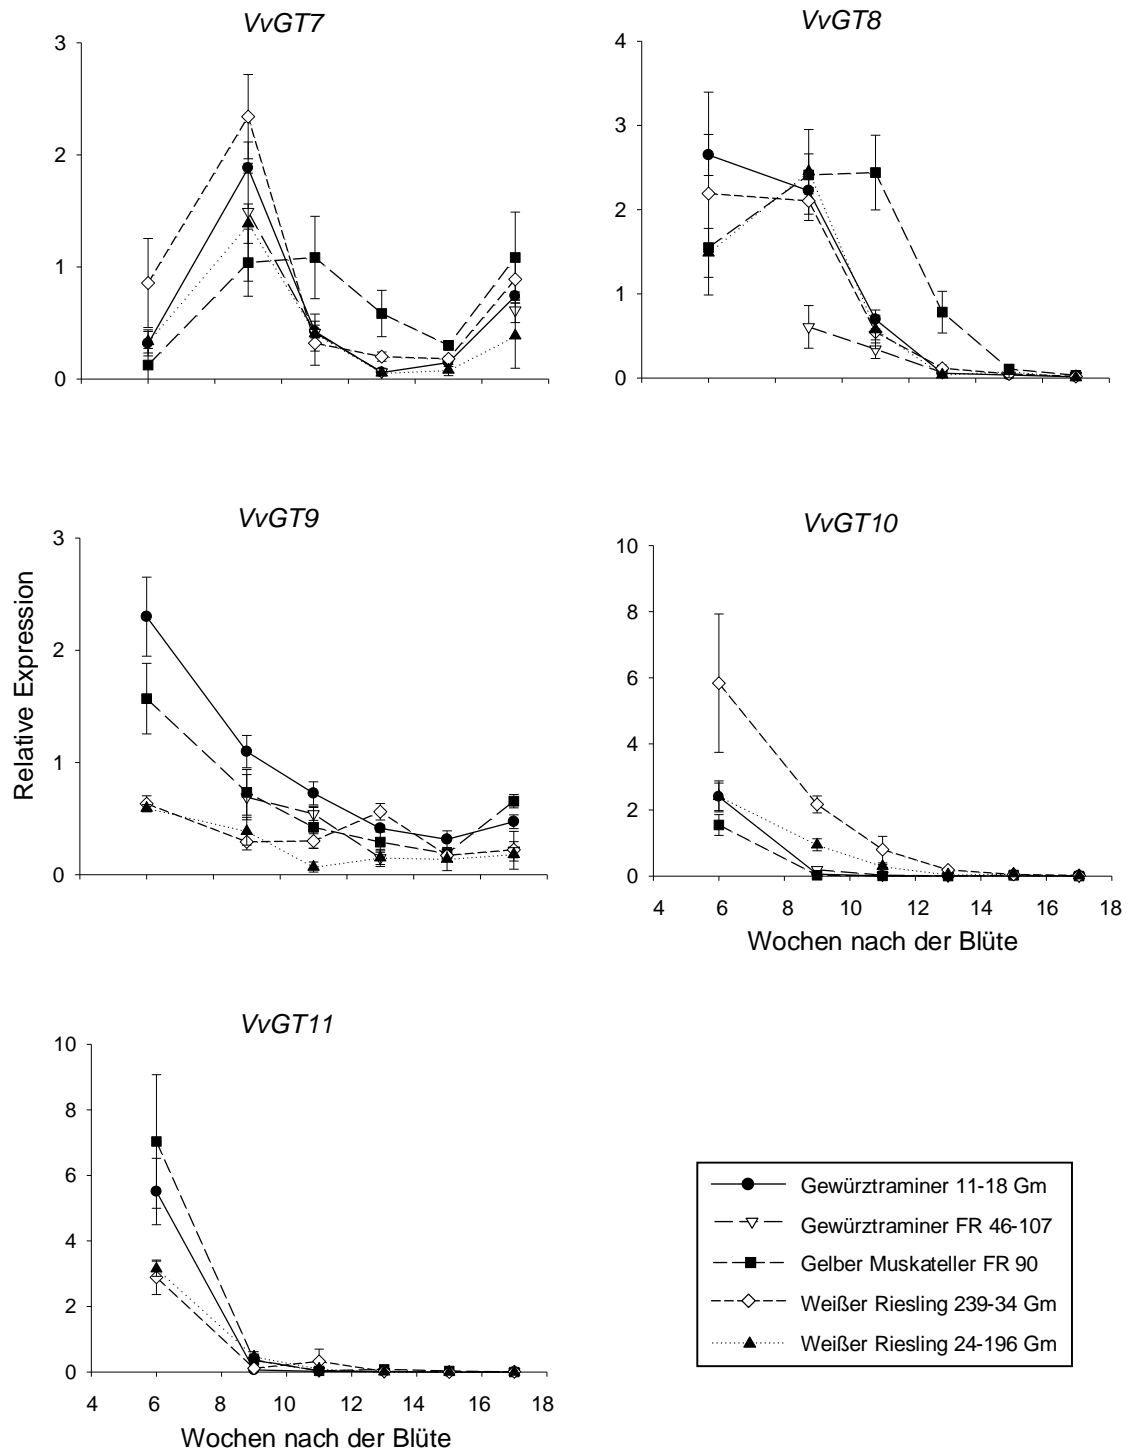 VvGT7
3
2
1
0
VvGT8
4
3
2
1
0
Relative Expression
VvGT9
3
2
1
0
VvGT10
10
8
6
4
2
0
4 6 8 10 12 14 16 18
Wochen nach der Blüte
VvGT11
10
8
6
4
2
0
4 6 8 10 12 14 16 18
Wochen nach der Blüte
Gewürztraminer 11-18 Gm
Gewürztraminer FR 46-107
Gelber Muskateller FR 90
Weißer Riesling 239-34 Gm
Weißer Riesling 24-196 Gm